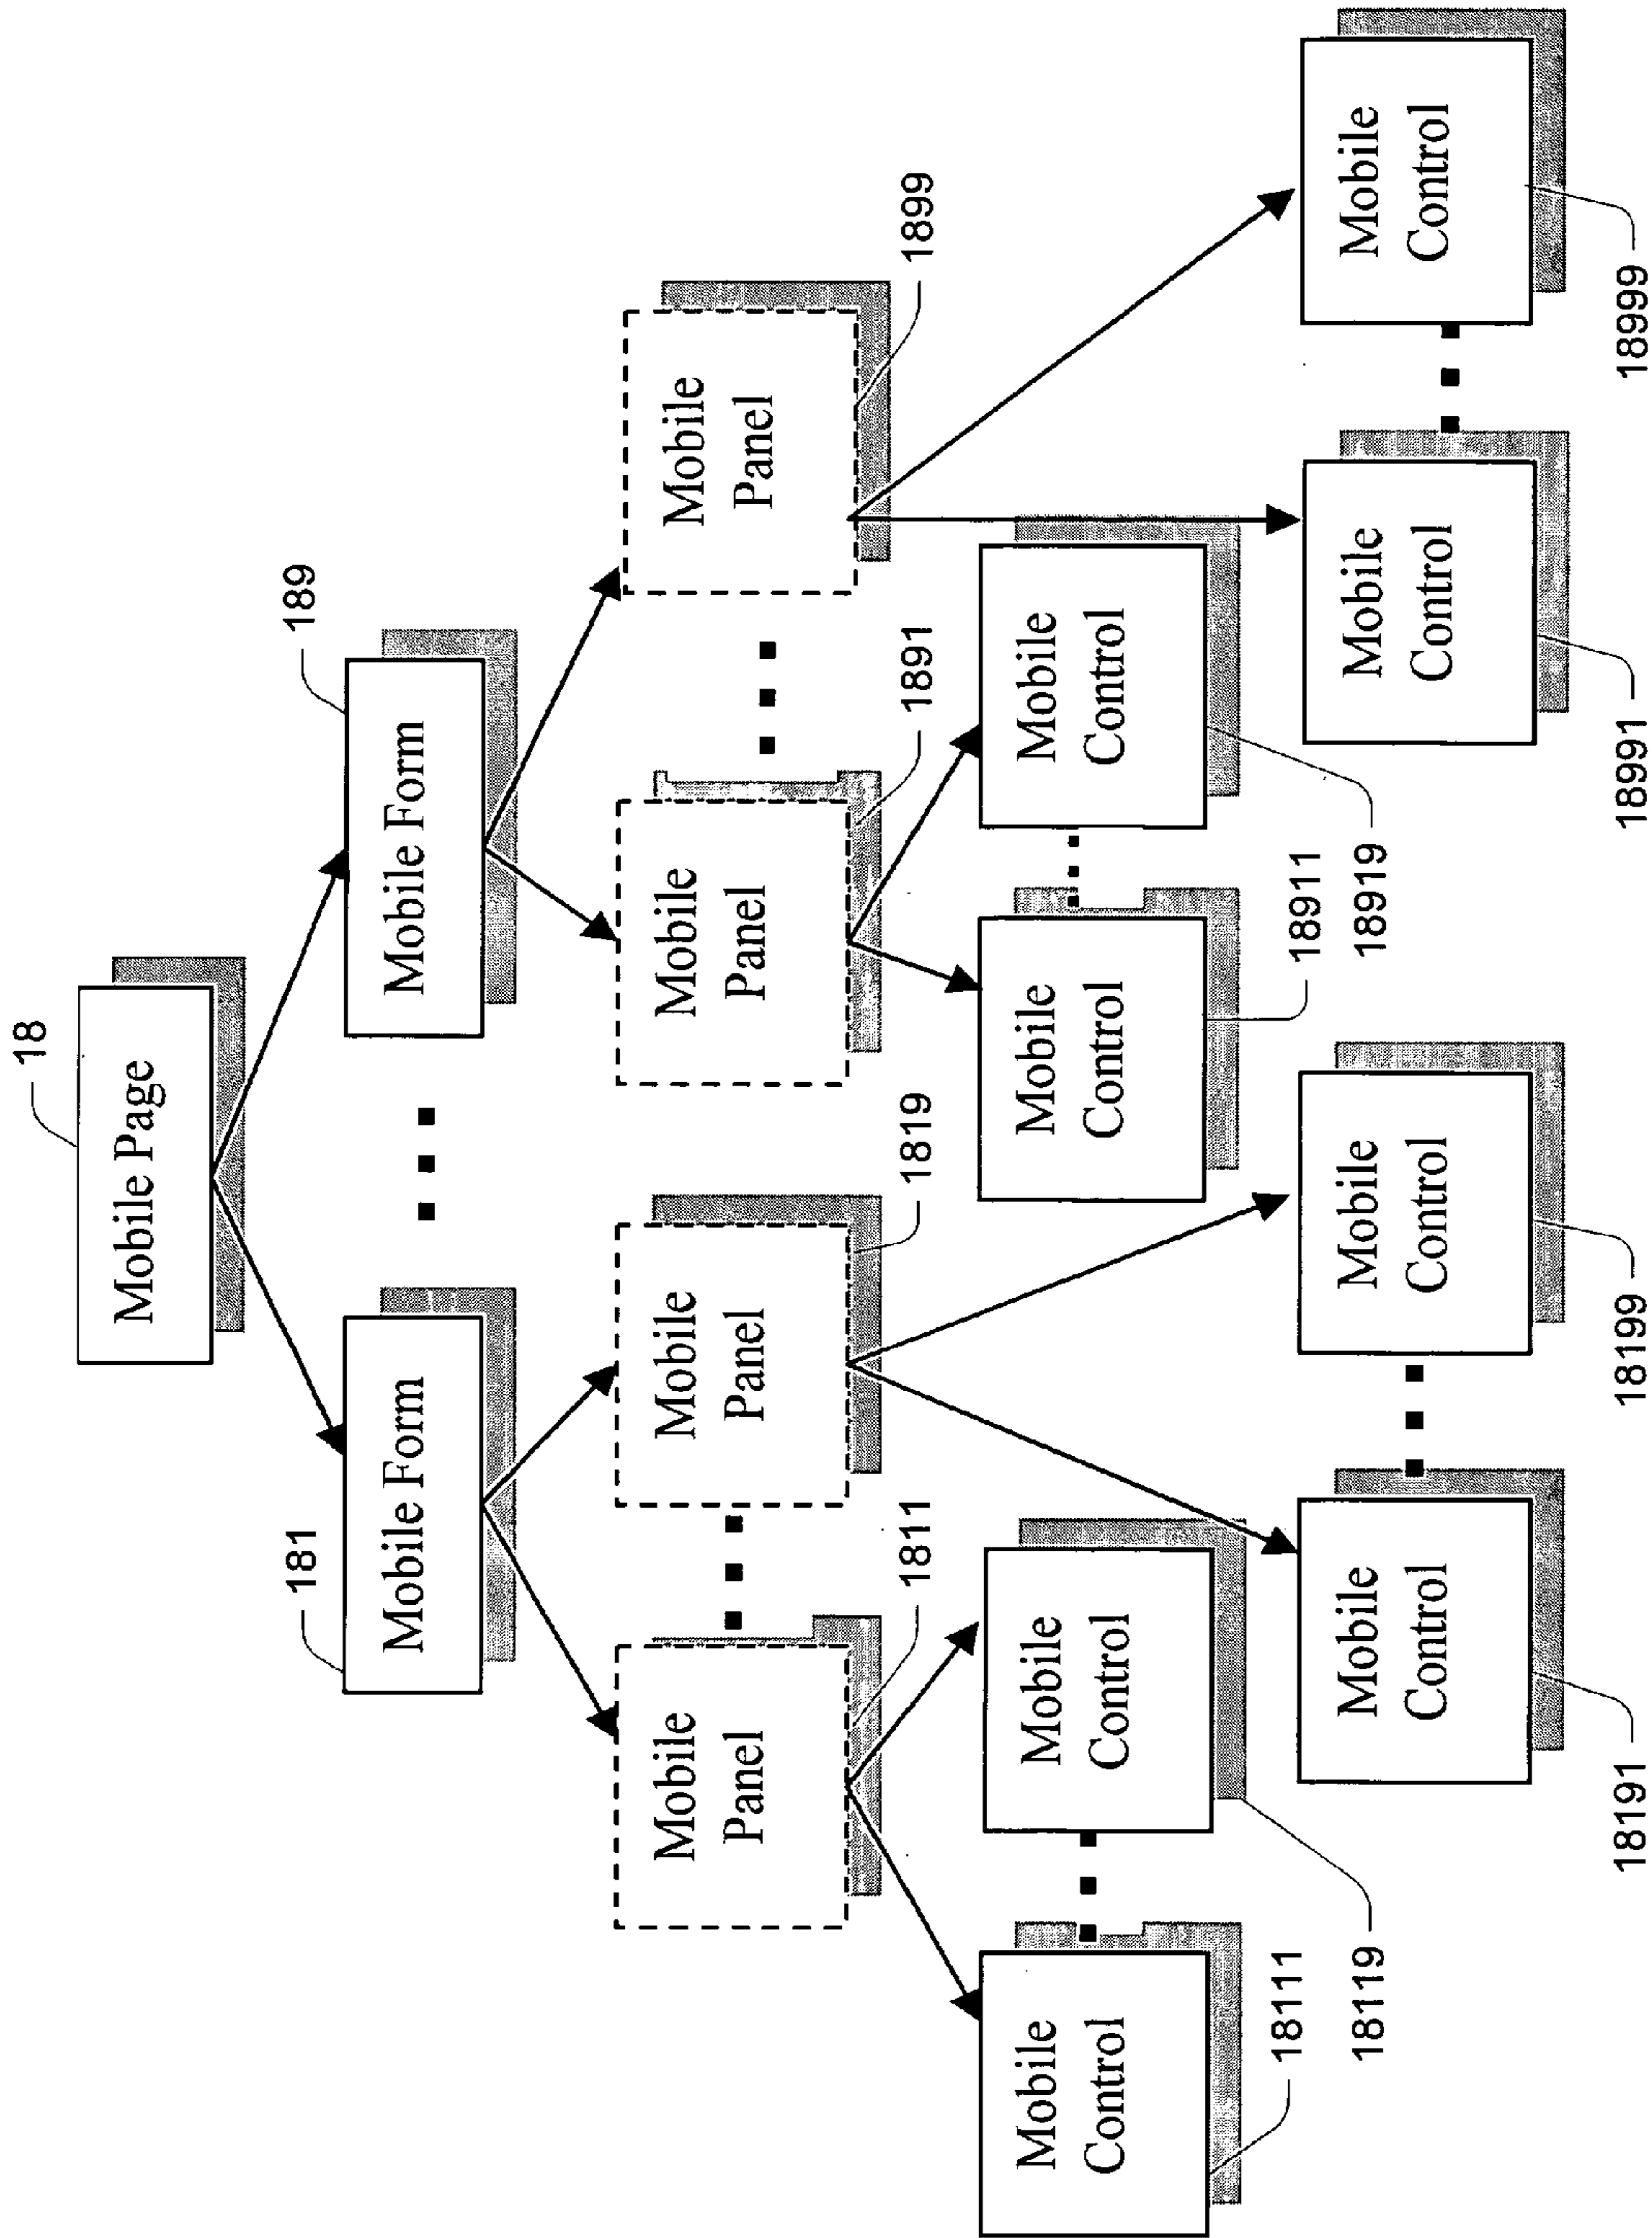 18
Mobile Page
181
Mobile Form
189
Mobile Form
Mobile
Panel
1811
Mobile
Panel
1819
Mobile
Panel
1891
Mobile
Panel
1899
Mobile
Control
18111
Mobile
Control
18119
Mobile
Control
18911
Mobile
Control
18919
Mobile
Control
18191
Mobile
Control
18199
Mobile
Control
18991
Mobile
Control
18999